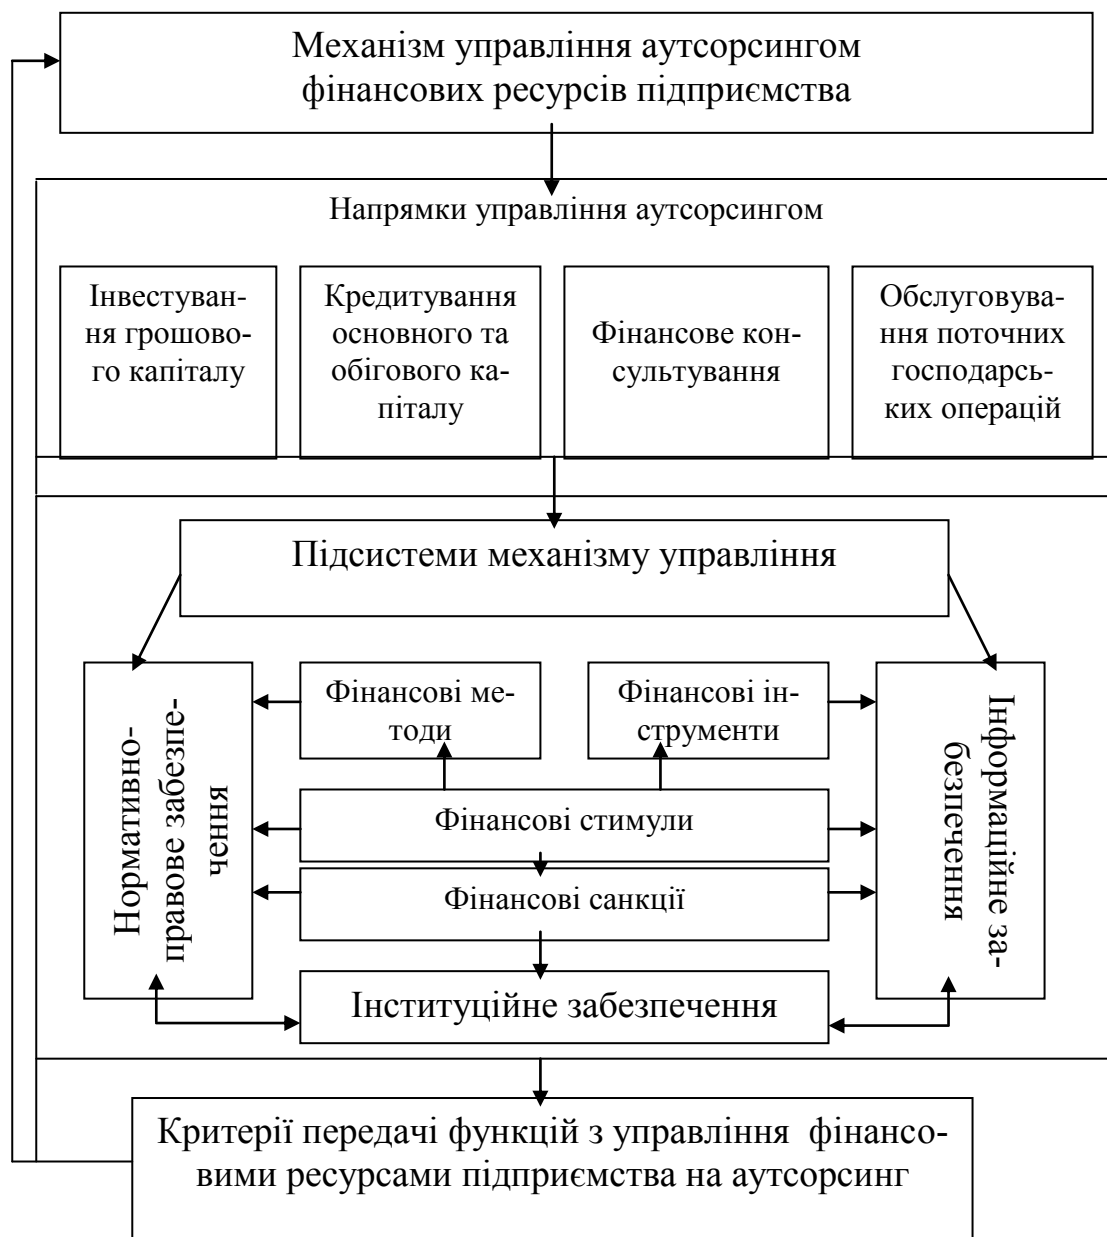 Механізм управління аутсорсингом
фінансових ресурсів підприємства
Напрямки управління аутсорсингом
Інвестуван-
ня грошово-
го капіталу
Кредитування
основного та
обігового ка-
піталу
Фінансове кон-
сультування
Обслуговува-
ння поточних
господарсь-
ких операцій
Підсистеми механізму управління
Нормативно-
правове забезпе-
чення
Фінансові ме-
тоди
Фінансові ін-
струменти
Фінансові стимули
Фінансові санкції
Інституційне забезпечення
Інформаційне за-
безпечення
Критерії передачі функцій з управління  фінансо-
вими ресурсами підприємства на аутсорсинг